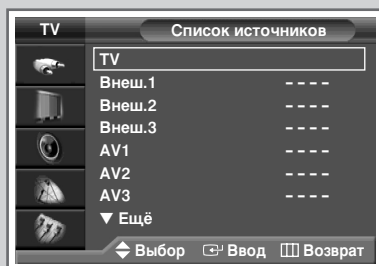 TV Список источников
TV
Внеш.1 - - - -
Внеш.2 - - - -
Внеш.3 - - - -
AV1 - - - -
AV2 - - - -
AV3 - - - -
▼ Ещё
Выбор Ввод Возврат